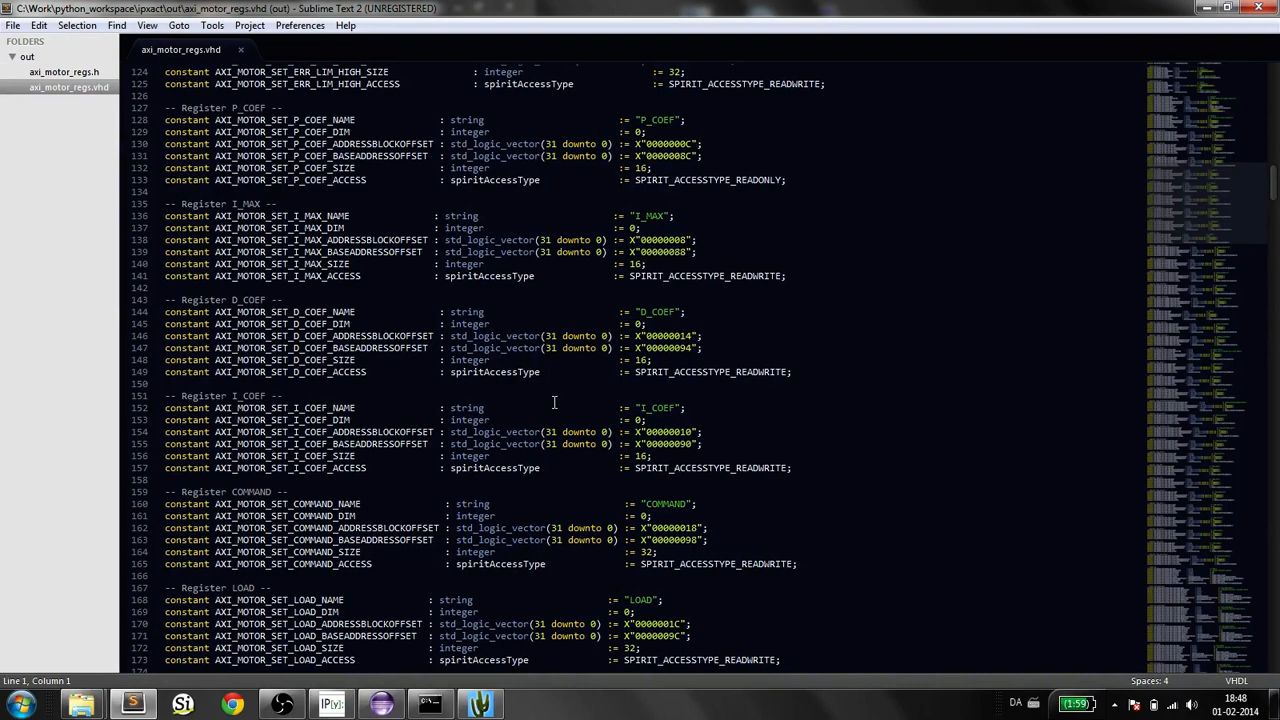 C:\Work\python_workspace\ipxact\out\axi_motor_regs.vhd (out) - Sublime Text 2 (UNREGISTERED)
File Edit Selection View Goto Tools Project Preferences Help
FOLDERS
out
axi_motor_regs.h
axi_motor_regs.vhd
axi_motor_regs.vhd ×
124 constant AXI_MOTOR_SET_ERR_LIM_HIGH_SIZE : integer := 32;
125 constant AXI_MOTOR_SET_ERR_LIM_HIGH_ACCESS : spiritAccessType := SPIRIT_ACCESSTYPE_READWRITE;
126
127 -- Register P_COEF --
128 constant AXI_MOTOR_SET_P_COEF_NAME : string := "P_COEF";
129 constant AXI_MOTOR_SET_P_COEF_DIM : integer := 0;
130 constant AXI_MOTOR_SET_P_COEF_ADDRESSBLOCKOFFSET : std_logic_vector(31 downto 0) := X"0000000C";
131 constant AXI_MOTOR_SET_P_COEF_BASEADDRESSOFFSET : std_logic_vector(31 downto 0) := X"0000008C";
132 constant AXI_MOTOR_SET_P_COEF_SIZE : integer := 16;
133 constant AXI_MOTOR_SET_P_COEF_ACCESS : spiritAccessType := SPIRIT_ACCESSTYPE_READONLY;
134
135 -- Register I_MAX --
136 constant AXI_MOTOR_SET_I_MAX_NAME : string := "I_MAX";
137 constant AXI_MOTOR_SET_I_MAX_DIM : integer := 0;
138 constant AXI_MOTOR_SET_I_MAX_ADDRESSBLOCKOFFSET : std_logic_vector(31 downto 0) := X"00000008";
139 constant AXI_MOTOR_SET_I_MAX_BASEADDRESSOFFSET : std_logic_vector(31 downto 0) := X"00000088";
140 constant AXI_MOTOR_SET_I_MAX_SIZE : integer := 16;
141 constant AXI_MOTOR_SET_I_MAX_ACCESS : spiritAccessType := SPIRIT_ACCESSTYPE_READWRITE;
142
143 -- Register D_COEF --
144 constant AXI_MOTOR_SET_D_COEF_NAME : string := "D_COEF";
145 constant AXI_MOTOR_SET_D_COEF_DIM : integer := 0;
146 constant AXI_MOTOR_SET_D_COEF_ADDRESSBLOCKOFFSET : std_logic_vector(31 downto 0) := X"00000014";
147 constant AXI_MOTOR_SET_D_COEF_BASEADDRESSOFFSET : std_logic_vector(31 downto 0) := X"00000094";
148 constant AXI_MOTOR_SET_D_COEF_SIZE : integer := 16;
149 constant AXI_MOTOR_SET_D_COEF_ACCESS : spiritAccessType := SPIRIT_ACCESSTYPE_READWRITE;
150
151 -- Register I_COEF --
152 constant AXI_MOTOR_SET_I_COEF_NAME : string := "I_COEF";
153 constant AXI_MOTOR_SET_I_COEF_DIM : integer := 0;
154 constant AXI_MOTOR_SET_I_COEF_ADDRESSBLOCKOFFSET : std_logic_vector(31 downto 0) := X"00000010";
155 constant AXI_MOTOR_SET_I_COEF_BASEADDRESSOFFSET : std_logic_vector(31 downto 0) := X"00000090";
156 constant AXI_MOTOR_SET_I_COEF_SIZE : integer := 16;
157 constant AXI_MOTOR_SET_I_COEF_ACCESS : spiritAccessType := SPIRIT_ACCESSTYPE_READWRITE;
158
159 -- Register COMMAND --
160 constant AXI_MOTOR_SET_COMMAND_NAME : string := "COMMAND";
161 constant AXI_MOTOR_SET_COMMAND_DIM : integer := 0;
162 constant AXI_MOTOR_SET_COMMAND_ADDRESSBLOCKOFFSET : std_logic_vector(31 downto 0) := X"00000018";
163 constant AXI_MOTOR_SET_COMMAND_BASEADDRESSOFFSET : std_logic_vector(31 downto 0) := X"00000098";
164 constant AXI_MOTOR_SET_COMMAND_SIZE : integer := 32;
165 constant AXI_MOTOR_SET_COMMAND_ACCESS : spiritAccessType := SPIRIT_ACCESSTYPE_READWRITE;
166
167 -- Register LOAD --
168 constant AXI_MOTOR_SET_LOAD_NAME : string := "LOAD";
169 constant AXI_MOTOR_SET_LOAD_DIM : integer := 0;
170 constant AXI_MOTOR_SET_LOAD_ADDRESSBLOCKOFFSET : std_logic_vector(31 downto 0) := X"0000001C";
171 constant AXI_MOTOR_SET_LOAD_BASEADDRESSOFFSET : std_logic_vector(31 downto 0) := X"0000009C";
172 constant AXI_MOTOR_SET_LOAD_SIZE : integer := 32;
173 constant AXI_MOTOR_SET_LOAD_ACCESS : spiritAccessType := SPIRIT_ACCESSTYPE_READWRITE;
Line 1, Column 1 Spaces: 4 VHDL
Si IP[y]: DA (1:59) 18:48
01-02-2014